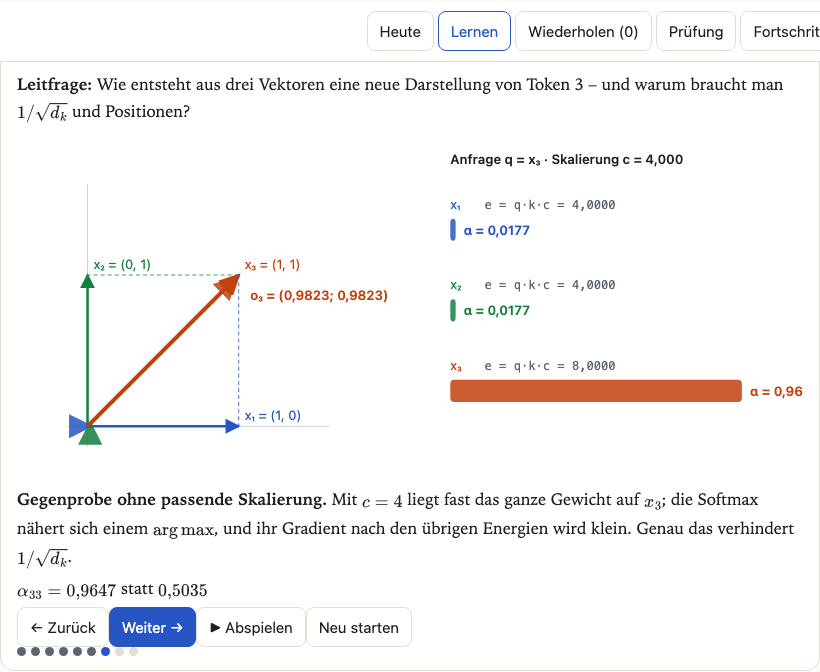 Heute
Lernen
Wiederholen (0)
Prüfung
Fortschrit
Leitfrage: Wie entsteht aus drei Vektoren eine neue Darstellung von Token 3 – und warum braucht man
1/√dₖ und Positionen?
Anfrage q = x₃ · Skalierung c = 4,000
x₁ e = q·k·c = 4,0000
α = 0,0177
x₂ e = q·k·c = 4,0000
α = 0,0177
x₃ e = q·k·c = 8,0000
α = 0,96
x₂ = (0, 1)
x₃ = (1, 1)
o₃ = (0,9823; 0,9823)
x₁ = (1, 0)
Gegenprobe ohne passende Skalierung. Mit c = 4 liegt fast das ganze Gewicht auf x₃; die Softmax
nähert sich einem arg max, und ihr Gradient nach den übrigen Energien wird klein. Genau das verhindert
1/√dₖ.
α₃₃ = 0,9647 statt 0,5035
← Zurück
Weiter →
▶ Abspielen
Neu starten